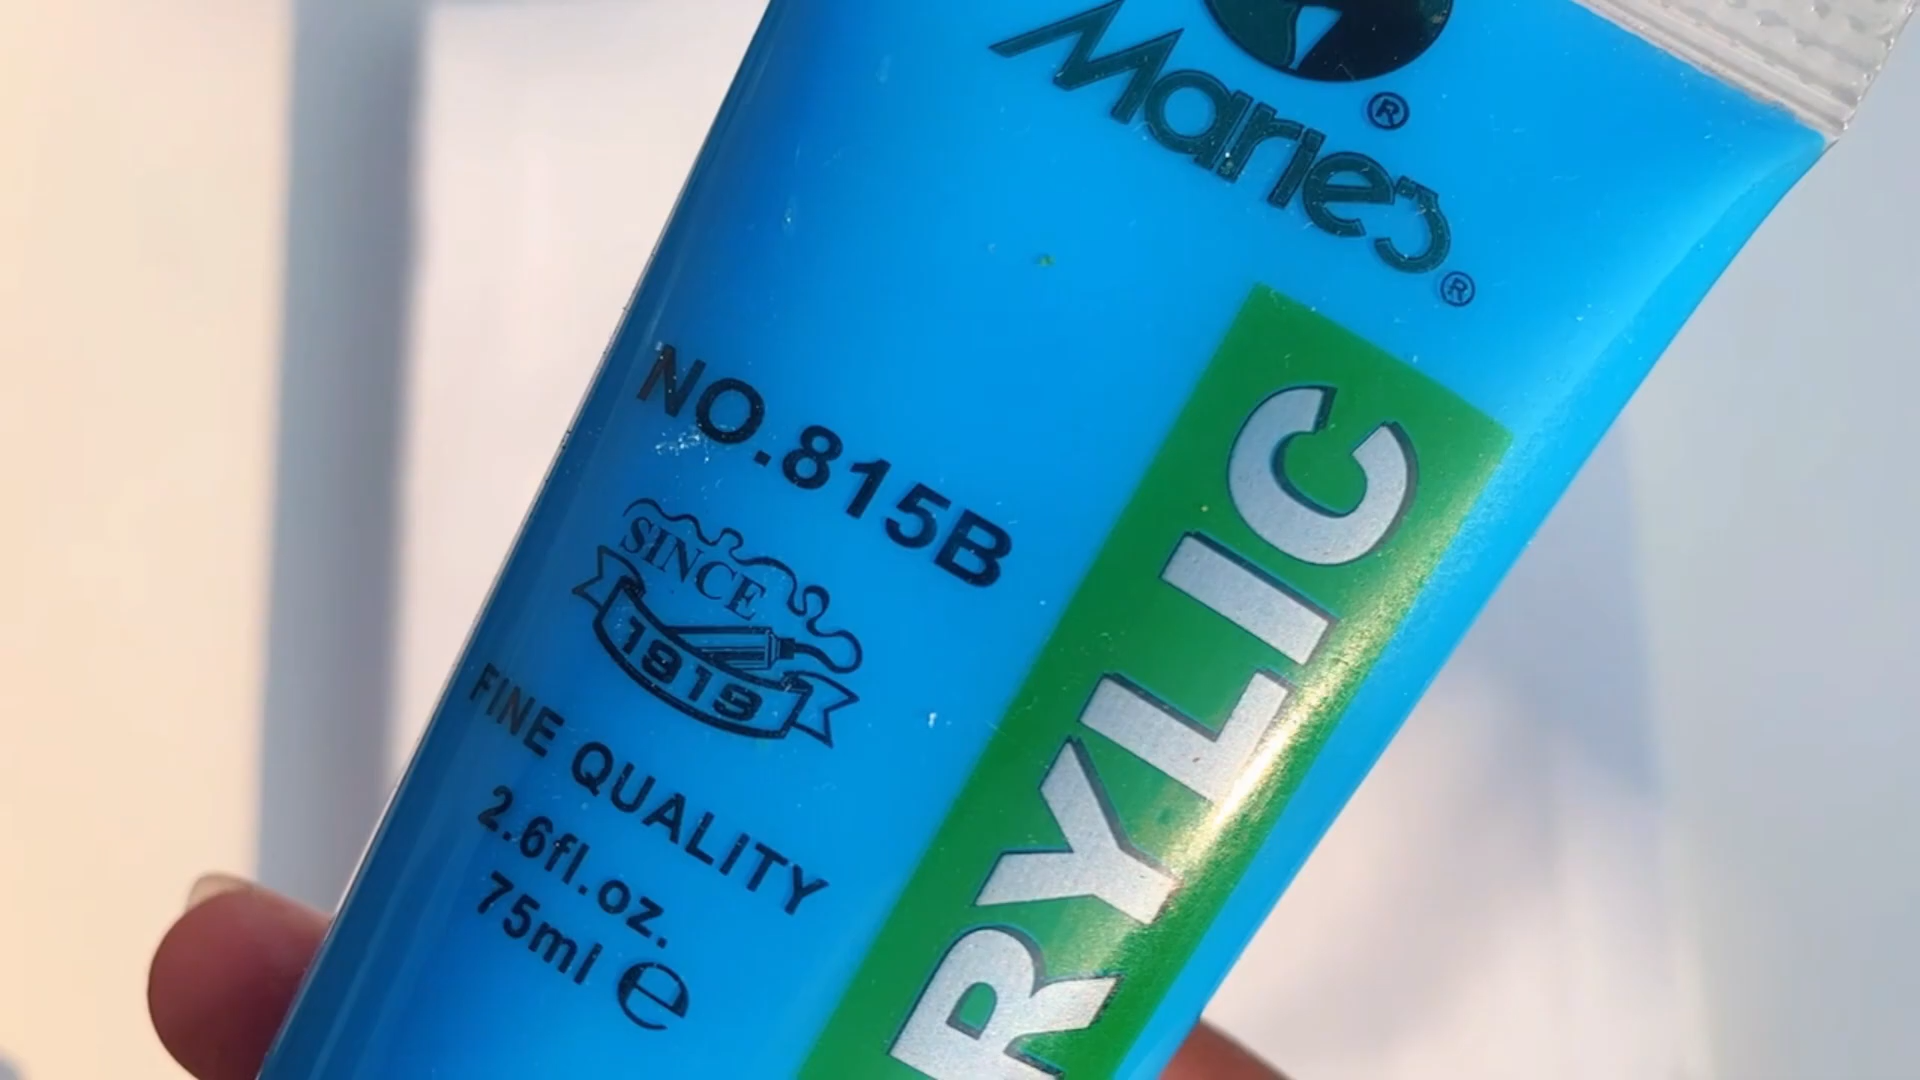 Marie's
®
®
NO.815B
SINCE
1919
FINE QUALITY
2.6fl.oz.
75ml e
RYLIC